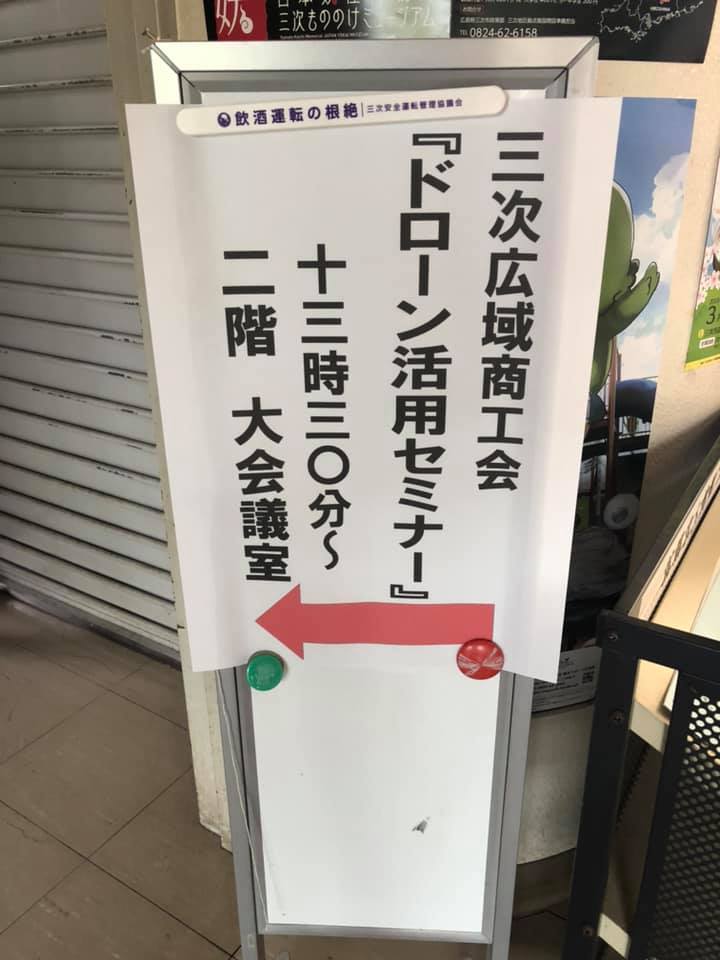 三次もののけミュージアム
TEL 0824-62-6158
飲酒運転の根絶 三次安全運転管理協議会
三次広域商工会
『ドローン活用セミナー』
十三時三〇分～
二階 大会議室